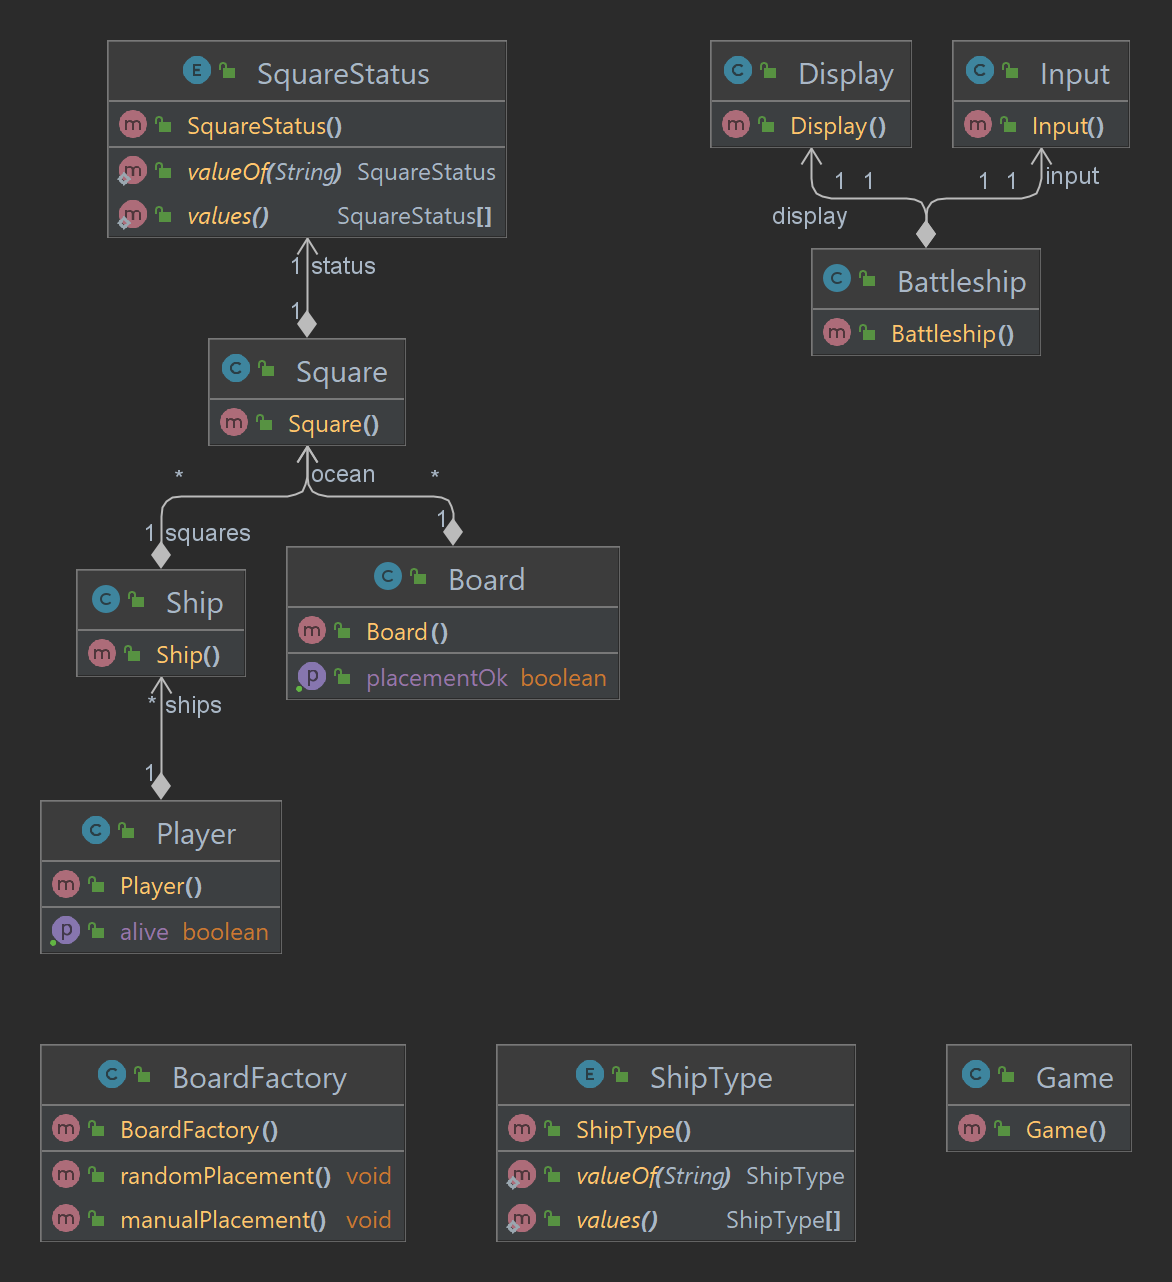 E SquareStatus
m SquareStatus()
m valueOf(String) SquareStatus
m values() SquareStatus[]
1 status
1
C Square
m Square()
* ocean *
1 squares
1
C Ship
m Ship()
C Board
m Board()
p placementOk boolean
* ships
1
C Player
m Player()
p alive boolean
C Display
m Display()
C Input
m Input()
1 1
display
1 1
input
C Battleship
m Battleship()
C BoardFactory
m BoardFactory()
m randomPlacement() void
m manualPlacement() void
E ShipType
m ShipType()
m valueOf(String) ShipType
m values() ShipType[]
C Game
m Game()